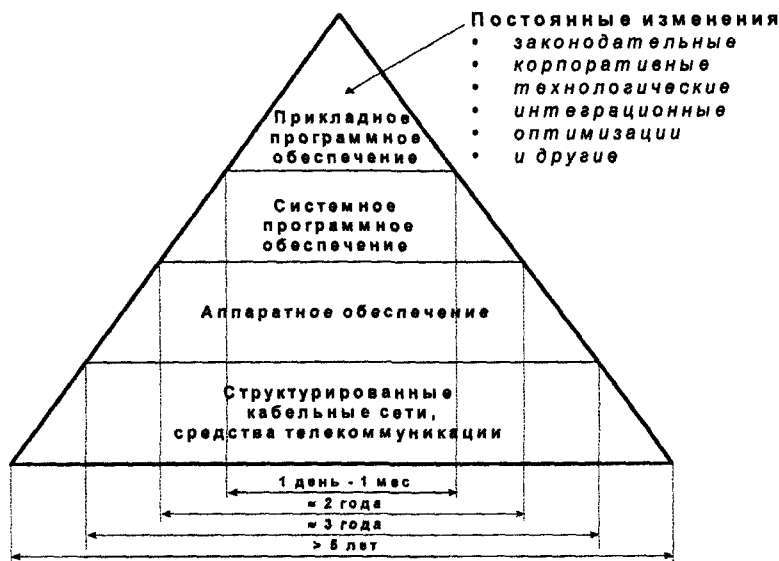 Постоянные изменения
• законодательные
• корпоративные
• технологические
• интеграционные
• оптимизации
• и другие
Прикладное
программное
обеспечение
Системное
программное
обеспечение
Аппаратное обеспечение
Структурированные
кабельные сети,
средства телекоммуникации
1 день - 1 мес
≈ 2 года
≈ 3 года
> 5 лет